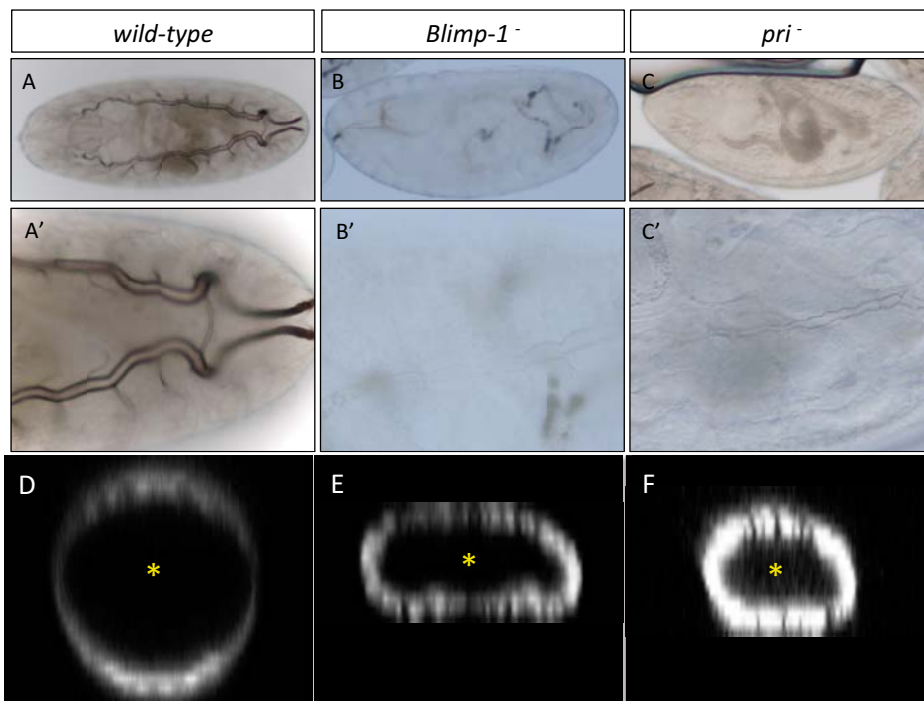 wild-type Blimp-1 - pri -
A B C
A' B' C'
D E F
* * *